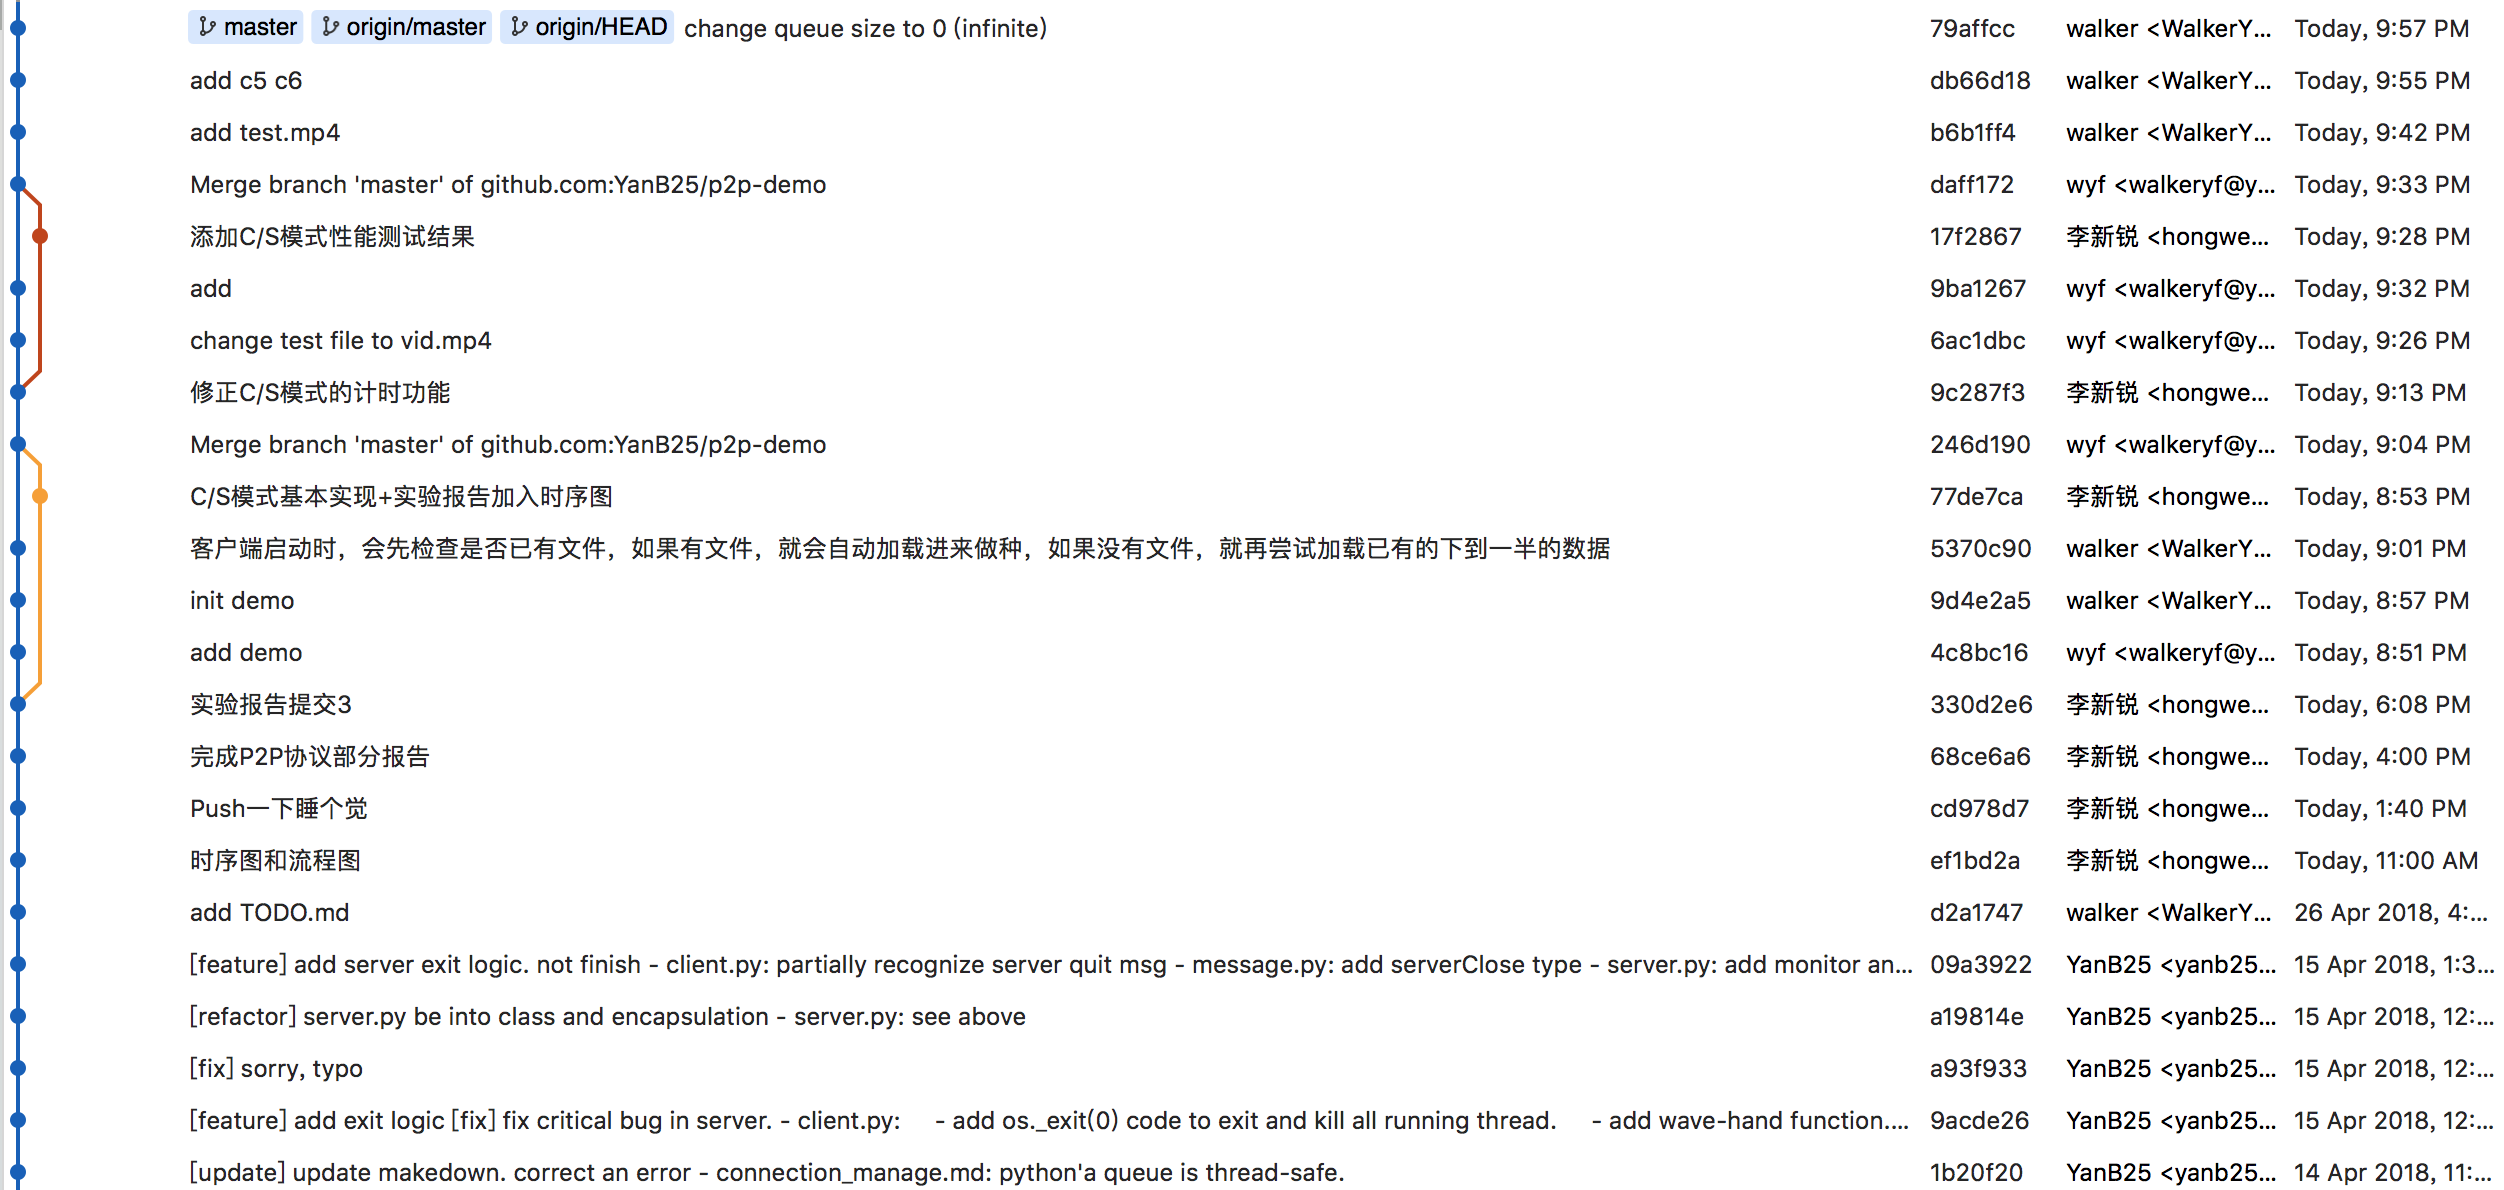 master origin/master origin/HEAD change queue size to 0 (infinite) 79affcc walker <WalkerY... Today, 9:57 PM
add c5 c6 db66d18 walker <WalkerY... Today, 9:55 PM
add test.mp4 b6b1ff4 walker <WalkerY... Today, 9:42 PM
Merge branch 'master' of github.com:YanB25/p2p-demo daff172 wyf <walkeryf@y... Today, 9:33 PM
添加C/S模式性能测试结果 17f2867 李新锐 <hongwe... Today, 9:28 PM
add 9ba1267 wyf <walkeryf@y... Today, 9:32 PM
change test file to vid.mp4 6ac1dbc wyf <walkeryf@y... Today, 9:26 PM
修正C/S模式的计时功能 9c287f3 李新锐 <hongwe... Today, 9:13 PM
Merge branch 'master' of github.com:YanB25/p2p-demo 246d190 wyf <walkeryf@y... Today, 9:04 PM
C/S模式基本实现+实验报告加入时序图 77de7ca 李新锐 <hongwe... Today, 8:53 PM
客户端启动时，会先检查是否已有文件，如果有文件，就会自动加载进来做种，如果没有文件，就再尝试加载已有的下到一半的数据 5370c90 walker <WalkerY... Today, 9:01 PM
init demo 9d4e2a5 walker <WalkerY... Today, 8:57 PM
add demo 4c8bc16 wyf <walkeryf@y... Today, 8:51 PM
实验报告提交3 330d2e6 李新锐 <hongwe... Today, 6:08 PM
完成P2P协议部分报告 68ce6a6 李新锐 <hongwe... Today, 4:00 PM
Push一下睡个觉 cd978d7 李新锐 <hongwe... Today, 1:40 PM
时序图和流程图 ef1bd2a 李新锐 <hongwe... Today, 11:00 AM
add TODO.md d2a1747 walker <WalkerY... 26 Apr 2018, 4:...
[feature] add server exit logic. not finish - client.py: partially recognize server quit msg - message.py: add serverClose type - server.py: add monitor an... 09a3922 YanB25 <yanb25... 15 Apr 2018, 1:3...
[refactor] server.py be into class and encapsulation - server.py: see above a19814e YanB25 <yanb25... 15 Apr 2018, 12:...
[fix] sorry, typo a93f933 YanB25 <yanb25... 15 Apr 2018, 12:...
[feature] add exit logic [fix] fix critical bug in server. - client.py: - add os._exit(0) code to exit and kill all running thread. - add wave-hand function.... 9acde26 YanB25 <yanb25... 15 Apr 2018, 12:...
[update] update makedown. correct an error - connection_manage.md: python'a queue is thread-safe. 1b20f20 YanB25 <yanb25... 14 Apr 2018, 11:...